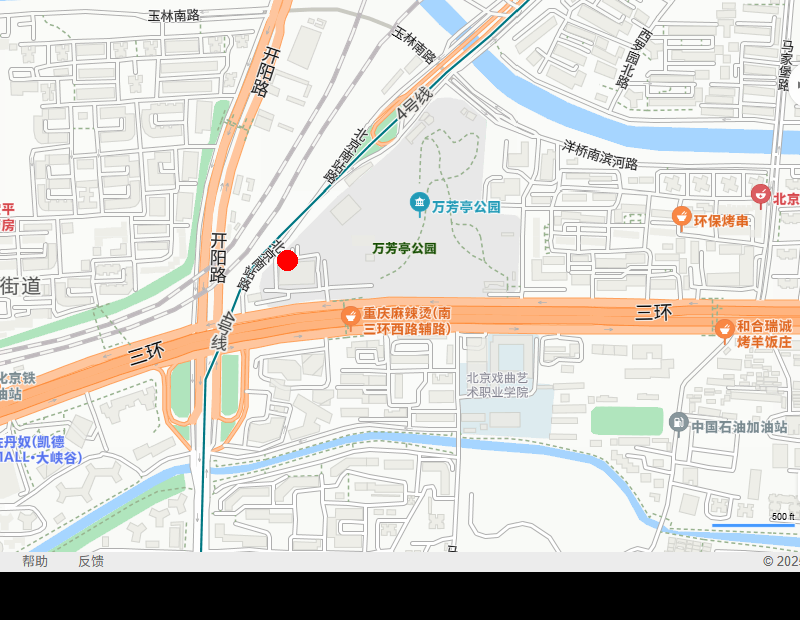 玉林南路
玉林南路
开阳路
西罗园北路
马家堡路
4号线
北京南站路
洋桥南滨河路
万芳亭公园
环保烤串
北京
平
房
万芳亭公园
开阳路
北京南站路
街道
重庆麻辣烫(南
三环西路辅路)
三环
和合瑞诚
烤羊饭庄
4号线
三环
北京戏曲艺
术职业学院
北京铁
油站
中国石油加油站
佐丹奴(凯德
MALL·大峡谷)
500 ft
帮助
反馈